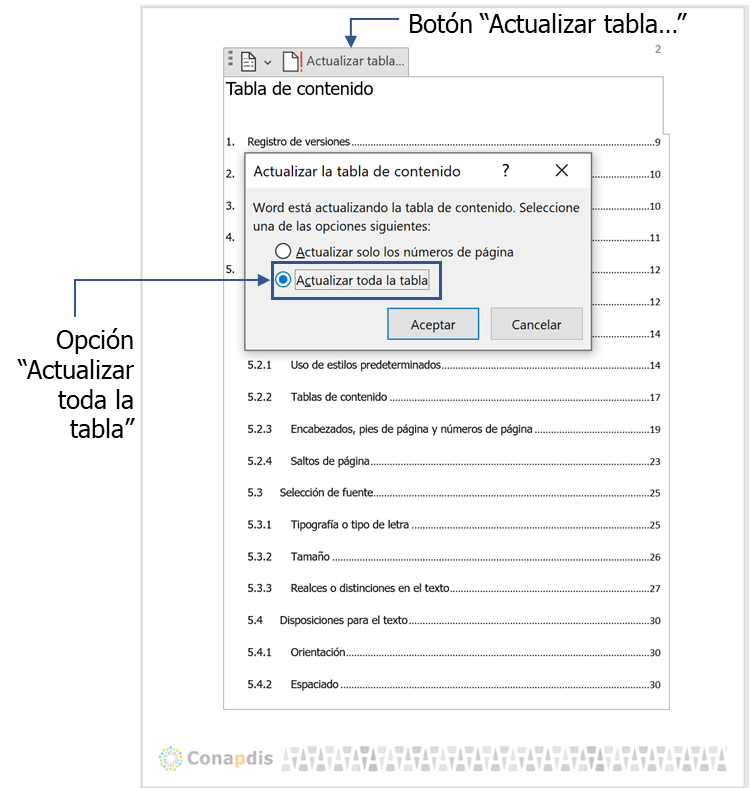 Botón “Actualizar tabla…”
2
Actualizar tabla...
Tabla de contenido
1. Registro de versiones 9
2. 10
3. 10
4. 11
5. 12
12
14
Actualizar la tabla de contenido ? X
Word está actualizando la tabla de contenido. Seleccione
una de las opciones siguientes:
Actualizar solo los números de página
Actualizar toda la tabla
Aceptar Cancelar
Opción
“Actualizar
toda la
tabla”
5.2.1 Uso de estilos predeterminados 14
5.2.2 Tablas de contenido 17
5.2.3 Encabezados, pies de página y números de página 19
5.2.4 Saltos de página 23
5.3 Selección de fuente 25
5.3.1 Tipografía o tipo de letra 25
5.3.2 Tamaño 26
5.3.3 Realces o distinciones en el texto 27
5.4 Disposiciones para el texto 30
5.4.1 Orientación 30
5.4.2 Espaciado 30
Conapdis